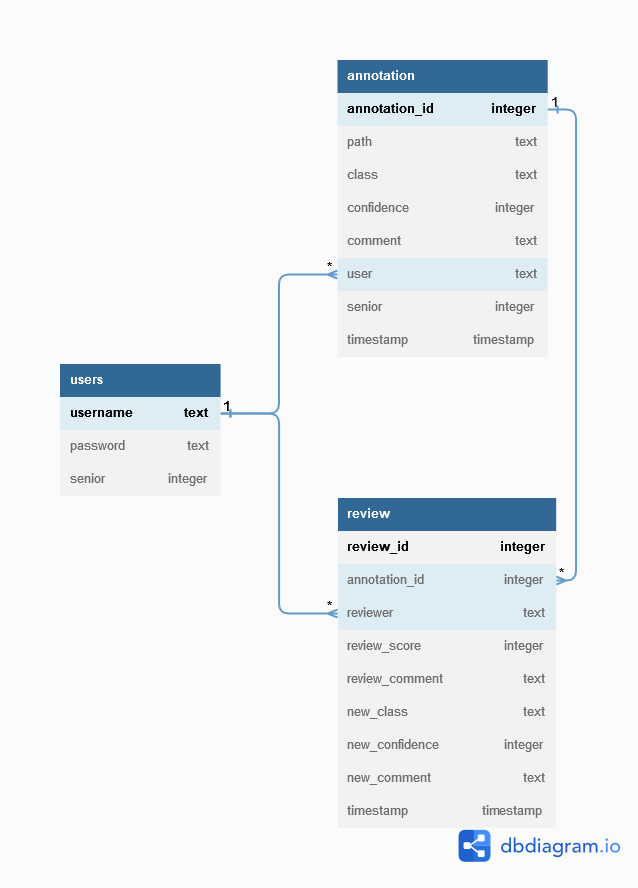 annotation
annotation_id integer
1
path text
class text
confidence integer
comment text
*
user text
senior integer
timestamp timestamp
users
username text
1
password text
senior integer
review
review_id integer
annotation_id integer
*
*
reviewer text
review_score integer
review_comment text
new_class text
new_confidence integer
new_comment text
timestamp timestamp
dbdiagram.io